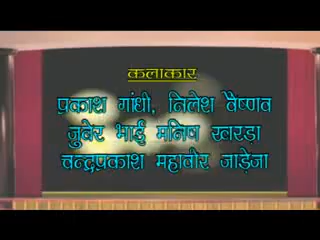 कलाकार
प्रकाश गांधी, निलेश वैष्णव
जुबेर भाई मनिष खरड़ा
चन्द्रप्रकाश महावीर जाड़ेजा